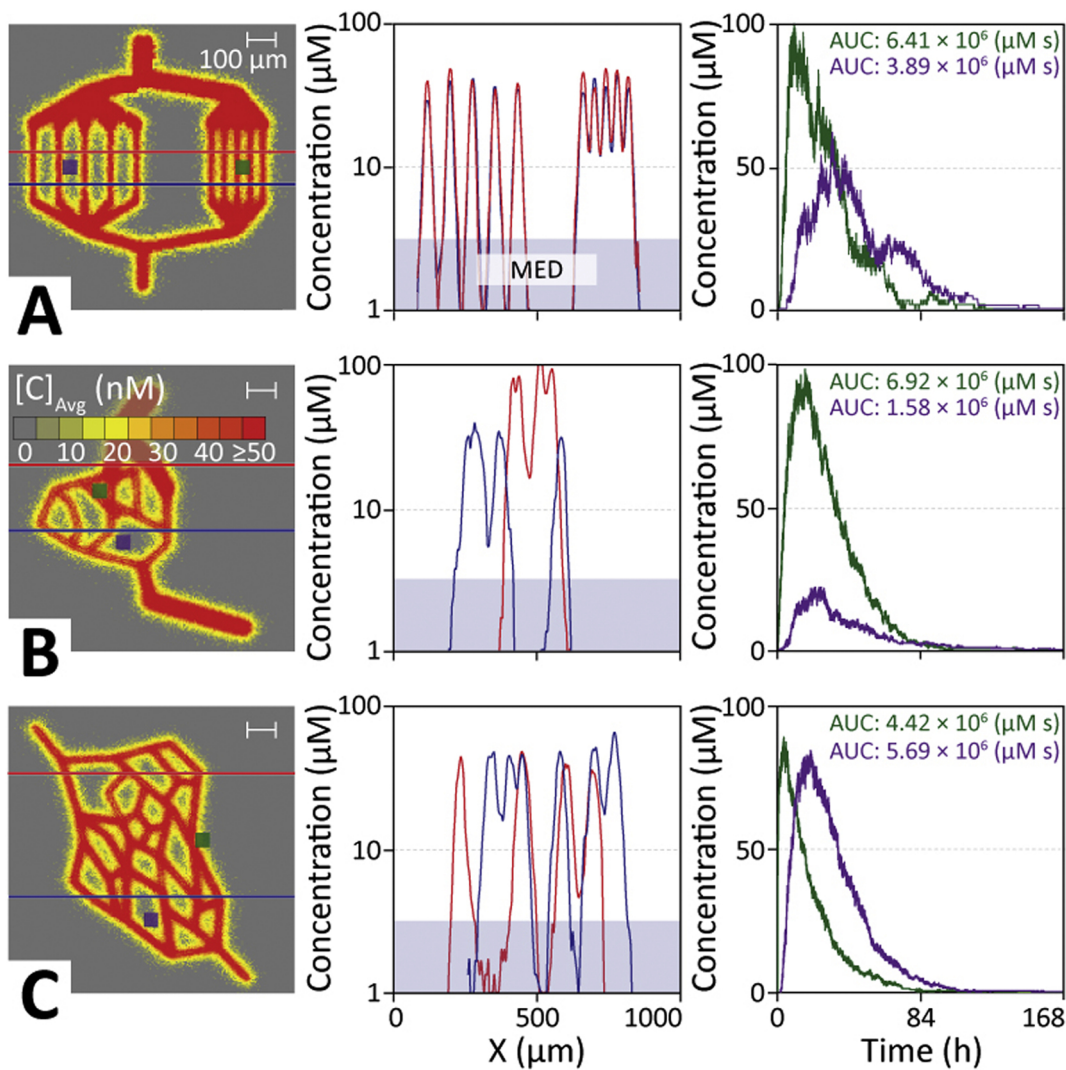 100 μm
A
Concentration (μM)
100
10
1
MED
Concentration (μM)
100
50
0
AUC: 6.41 × 10⁶ (μM s)
AUC: 3.89 × 10⁶ (μM s)
[C]Avg (nM)
0 10 20 30 40 ≥50
B
Concentration (μM)
100
10
1
Concentration (μM)
100
50
0
AUC: 6.92 × 10⁶ (μM s)
AUC: 1.58 × 10⁶ (μM s)
C
Concentration (μM)
100
10
1
0 500 1000
X (μm)
Concentration (μM)
100
50
0
AUC: 4.42 × 10⁶ (μM s)
AUC: 5.69 × 10⁶ (μM s)
0 84 168
Time (h)